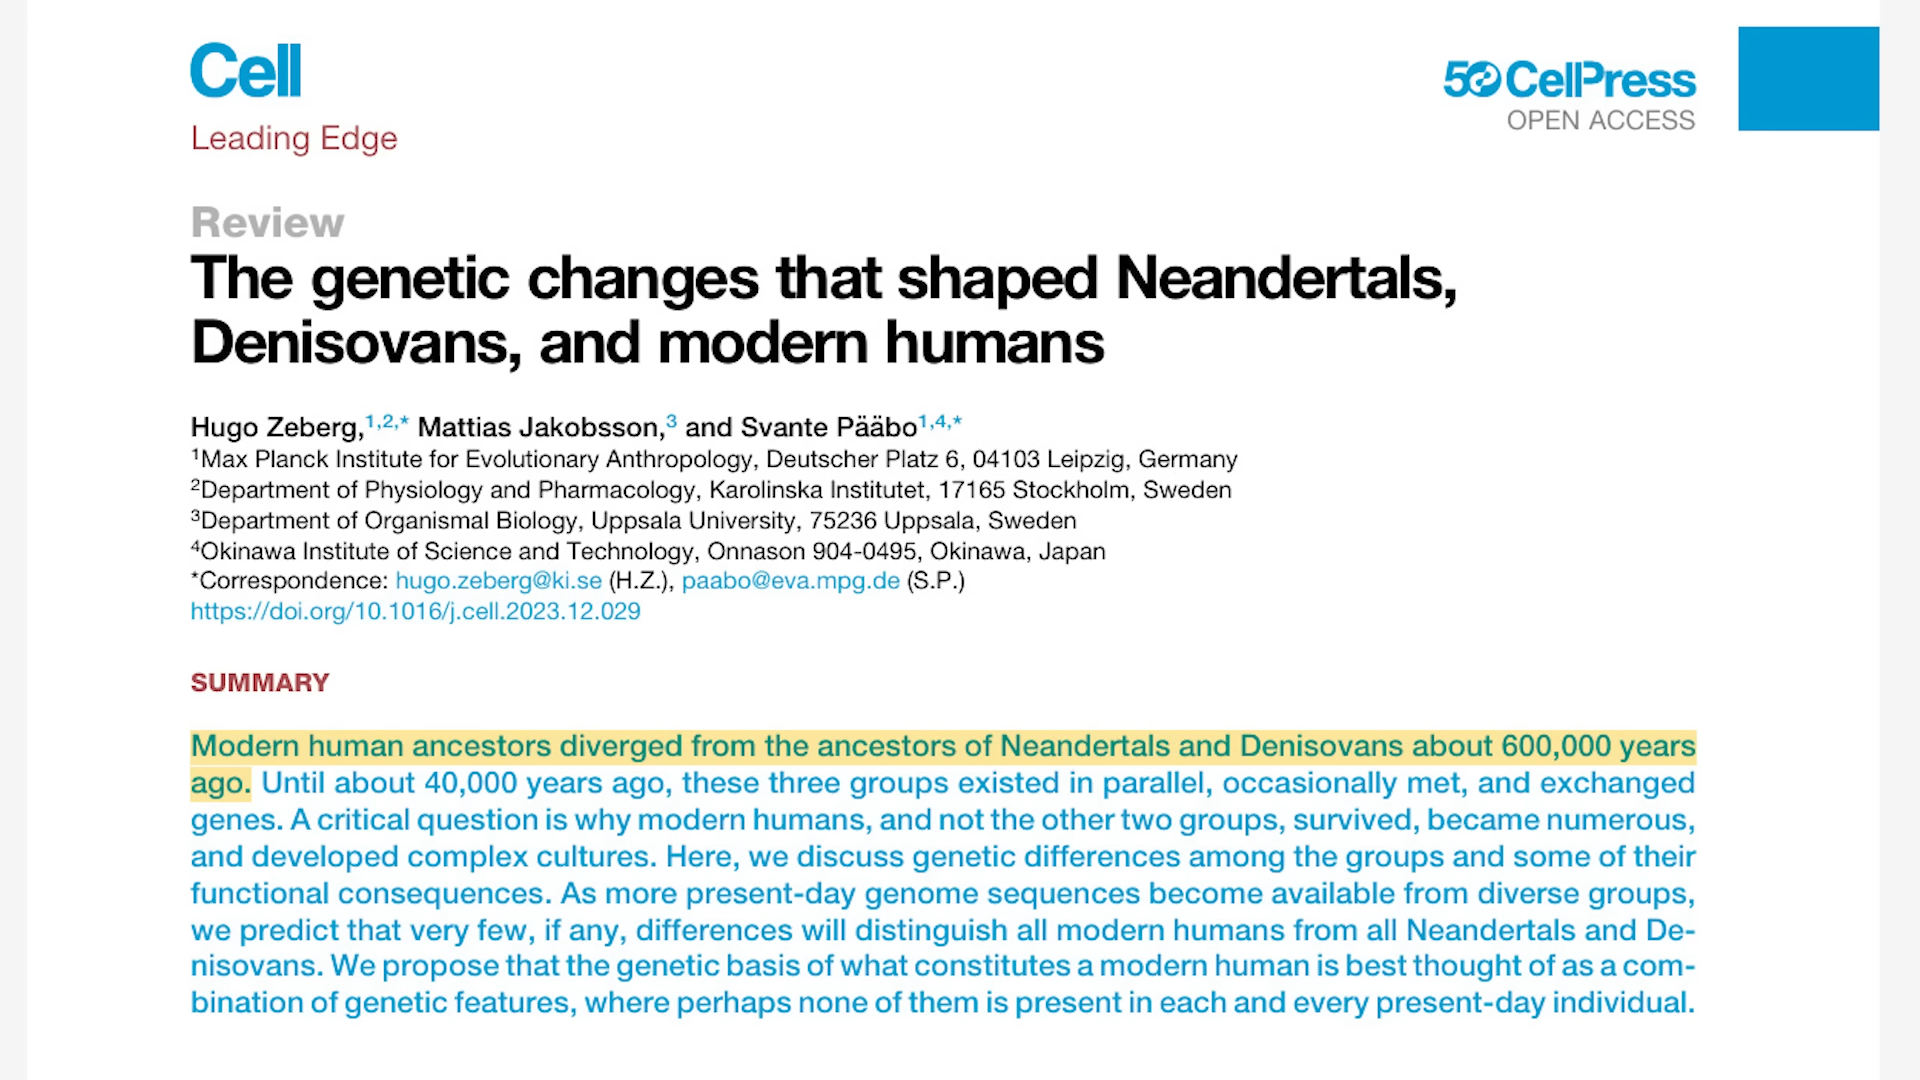 Cell
50 CellPress
OPEN ACCESS
Leading Edge
Review
The genetic changes that shaped Neandertals,
Denisovans, and modern humans
Hugo Zeberg,1,2,* Mattias Jakobsson,3 and Svante Pääbo1,4,*
1Max Planck Institute for Evolutionary Anthropology, Deutscher Platz 6, 04103 Leipzig, Germany
2Department of Physiology and Pharmacology, Karolinska Institutet, 17165 Stockholm, Sweden
3Department of Organismal Biology, Uppsala University, 75236 Uppsala, Sweden
4Okinawa Institute of Science and Technology, Onnason 904-0495, Okinawa, Japan
*Correspondence: hugo.zeberg@ki.se (H.Z.), paabo@eva.mpg.de (S.P.)
https://doi.org/10.1016/j.cell.2023.12.029
SUMMARY
Modern human ancestors diverged from the ancestors of Neandertals and Denisovans about 600,000 years
ago. Until about 40,000 years ago, these three groups existed in parallel, occasionally met, and exchanged
genes. A critical question is why modern humans, and not the other two groups, survived, became numerous,
and developed complex cultures. Here, we discuss genetic differences among the groups and some of their
functional consequences. As more present-day genome sequences become available from diverse groups,
we predict that very few, if any, differences will distinguish all modern humans from all Neandertals and De-
nisovans. We propose that the genetic basis of what constitutes a modern human is best thought of as a com-
bination of genetic features, where perhaps none of them is present in each and every present-day individual.